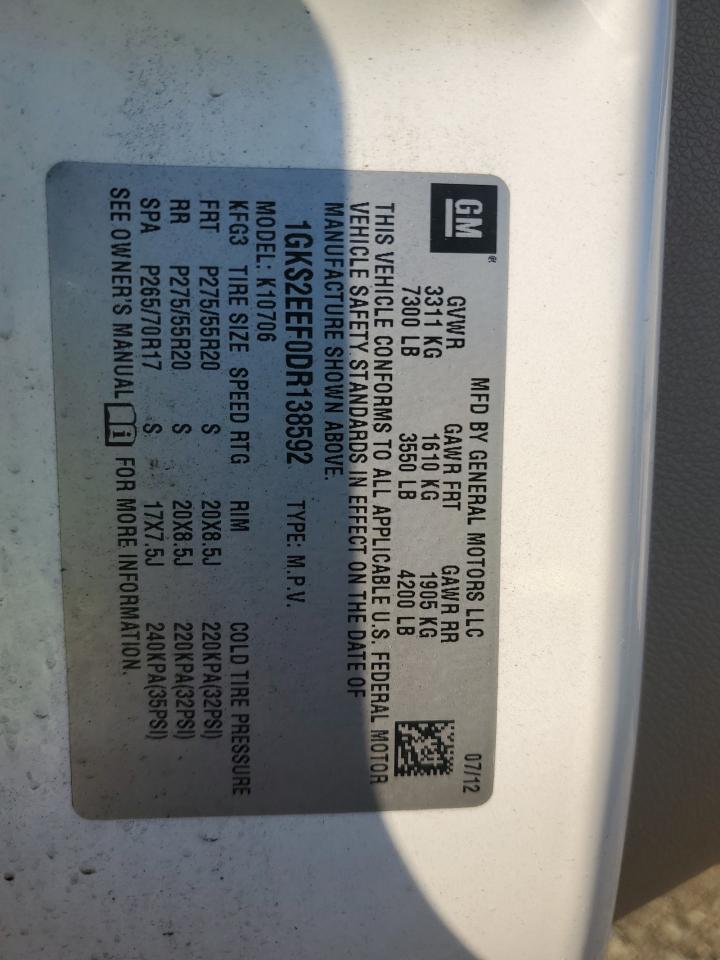 GM®
MFD BY GENERAL MOTORS LLC 07/12
GVWR GAWR FRT GAWR RR
3311 KG 1610 KG 1905 KG
7300 LB 3550 LB 4200 LB
THIS VEHICLE CONFORMS TO ALL APPLICABLE U.S. FEDERAL MOTOR
VEHICLE SAFETY STANDARDS IN EFFECT ON THE DATE OF
MANUFACTURE SHOWN ABOVE.
1GKS2EEF0DR138592 TYPE: M.P.V.
MODEL: K10706
KFG3 TIRE SIZE SPEED RTG RIM COLD TIRE PRESSURE
FRT P275/55R20 S 20X8.5J 220KPA(32PSI)
RR P275/55R20 S 20X8.5J 220KPA(32PSI)
SPA P265/70R17 S 17X7.5J 240KPA(35PSI)
SEE OWNER'S MANUAL i FOR MORE INFORMATION.